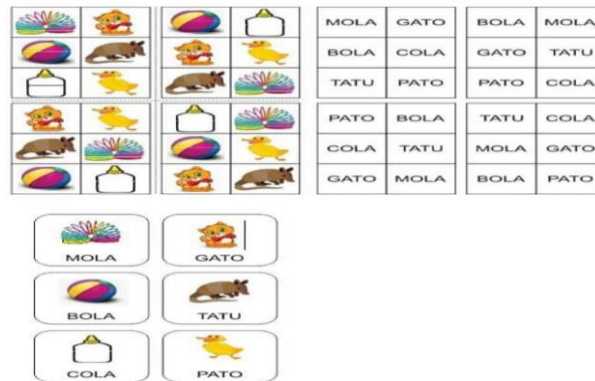 MOLA GATO BOLA MOLA
BOLA COLA GATO TATU
TATU PATO PATO COLA
PATO BOLA TATU COLA
COLA TATU MOLA GATO
GATO MOLA BOLA PATO
MOLA GATO
BOLA TATU
COLA PATO